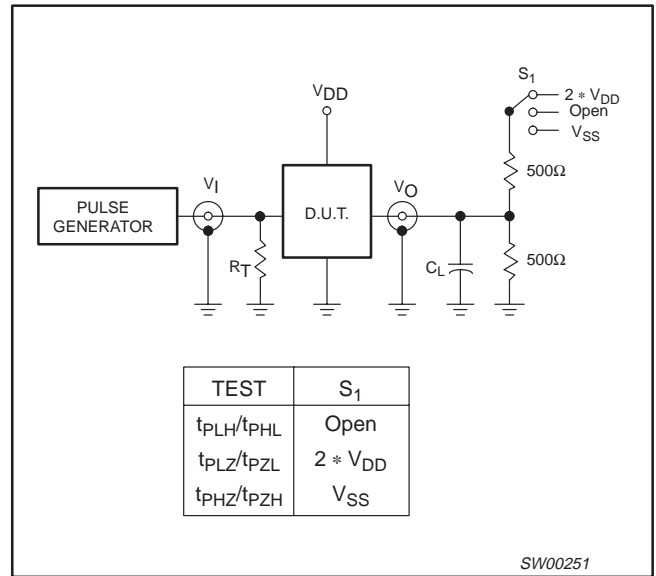 S1
2 * VDD
Open
VSS
VDD
500Ω
PULSE
GENERATOR
VI
D.U.T.
VO
RT
CL
500Ω
TEST S1
tPLH/tPHL Open
tPLZ/tPZL 2 * VDD
tPHZ/tPZH VSS
SW00251